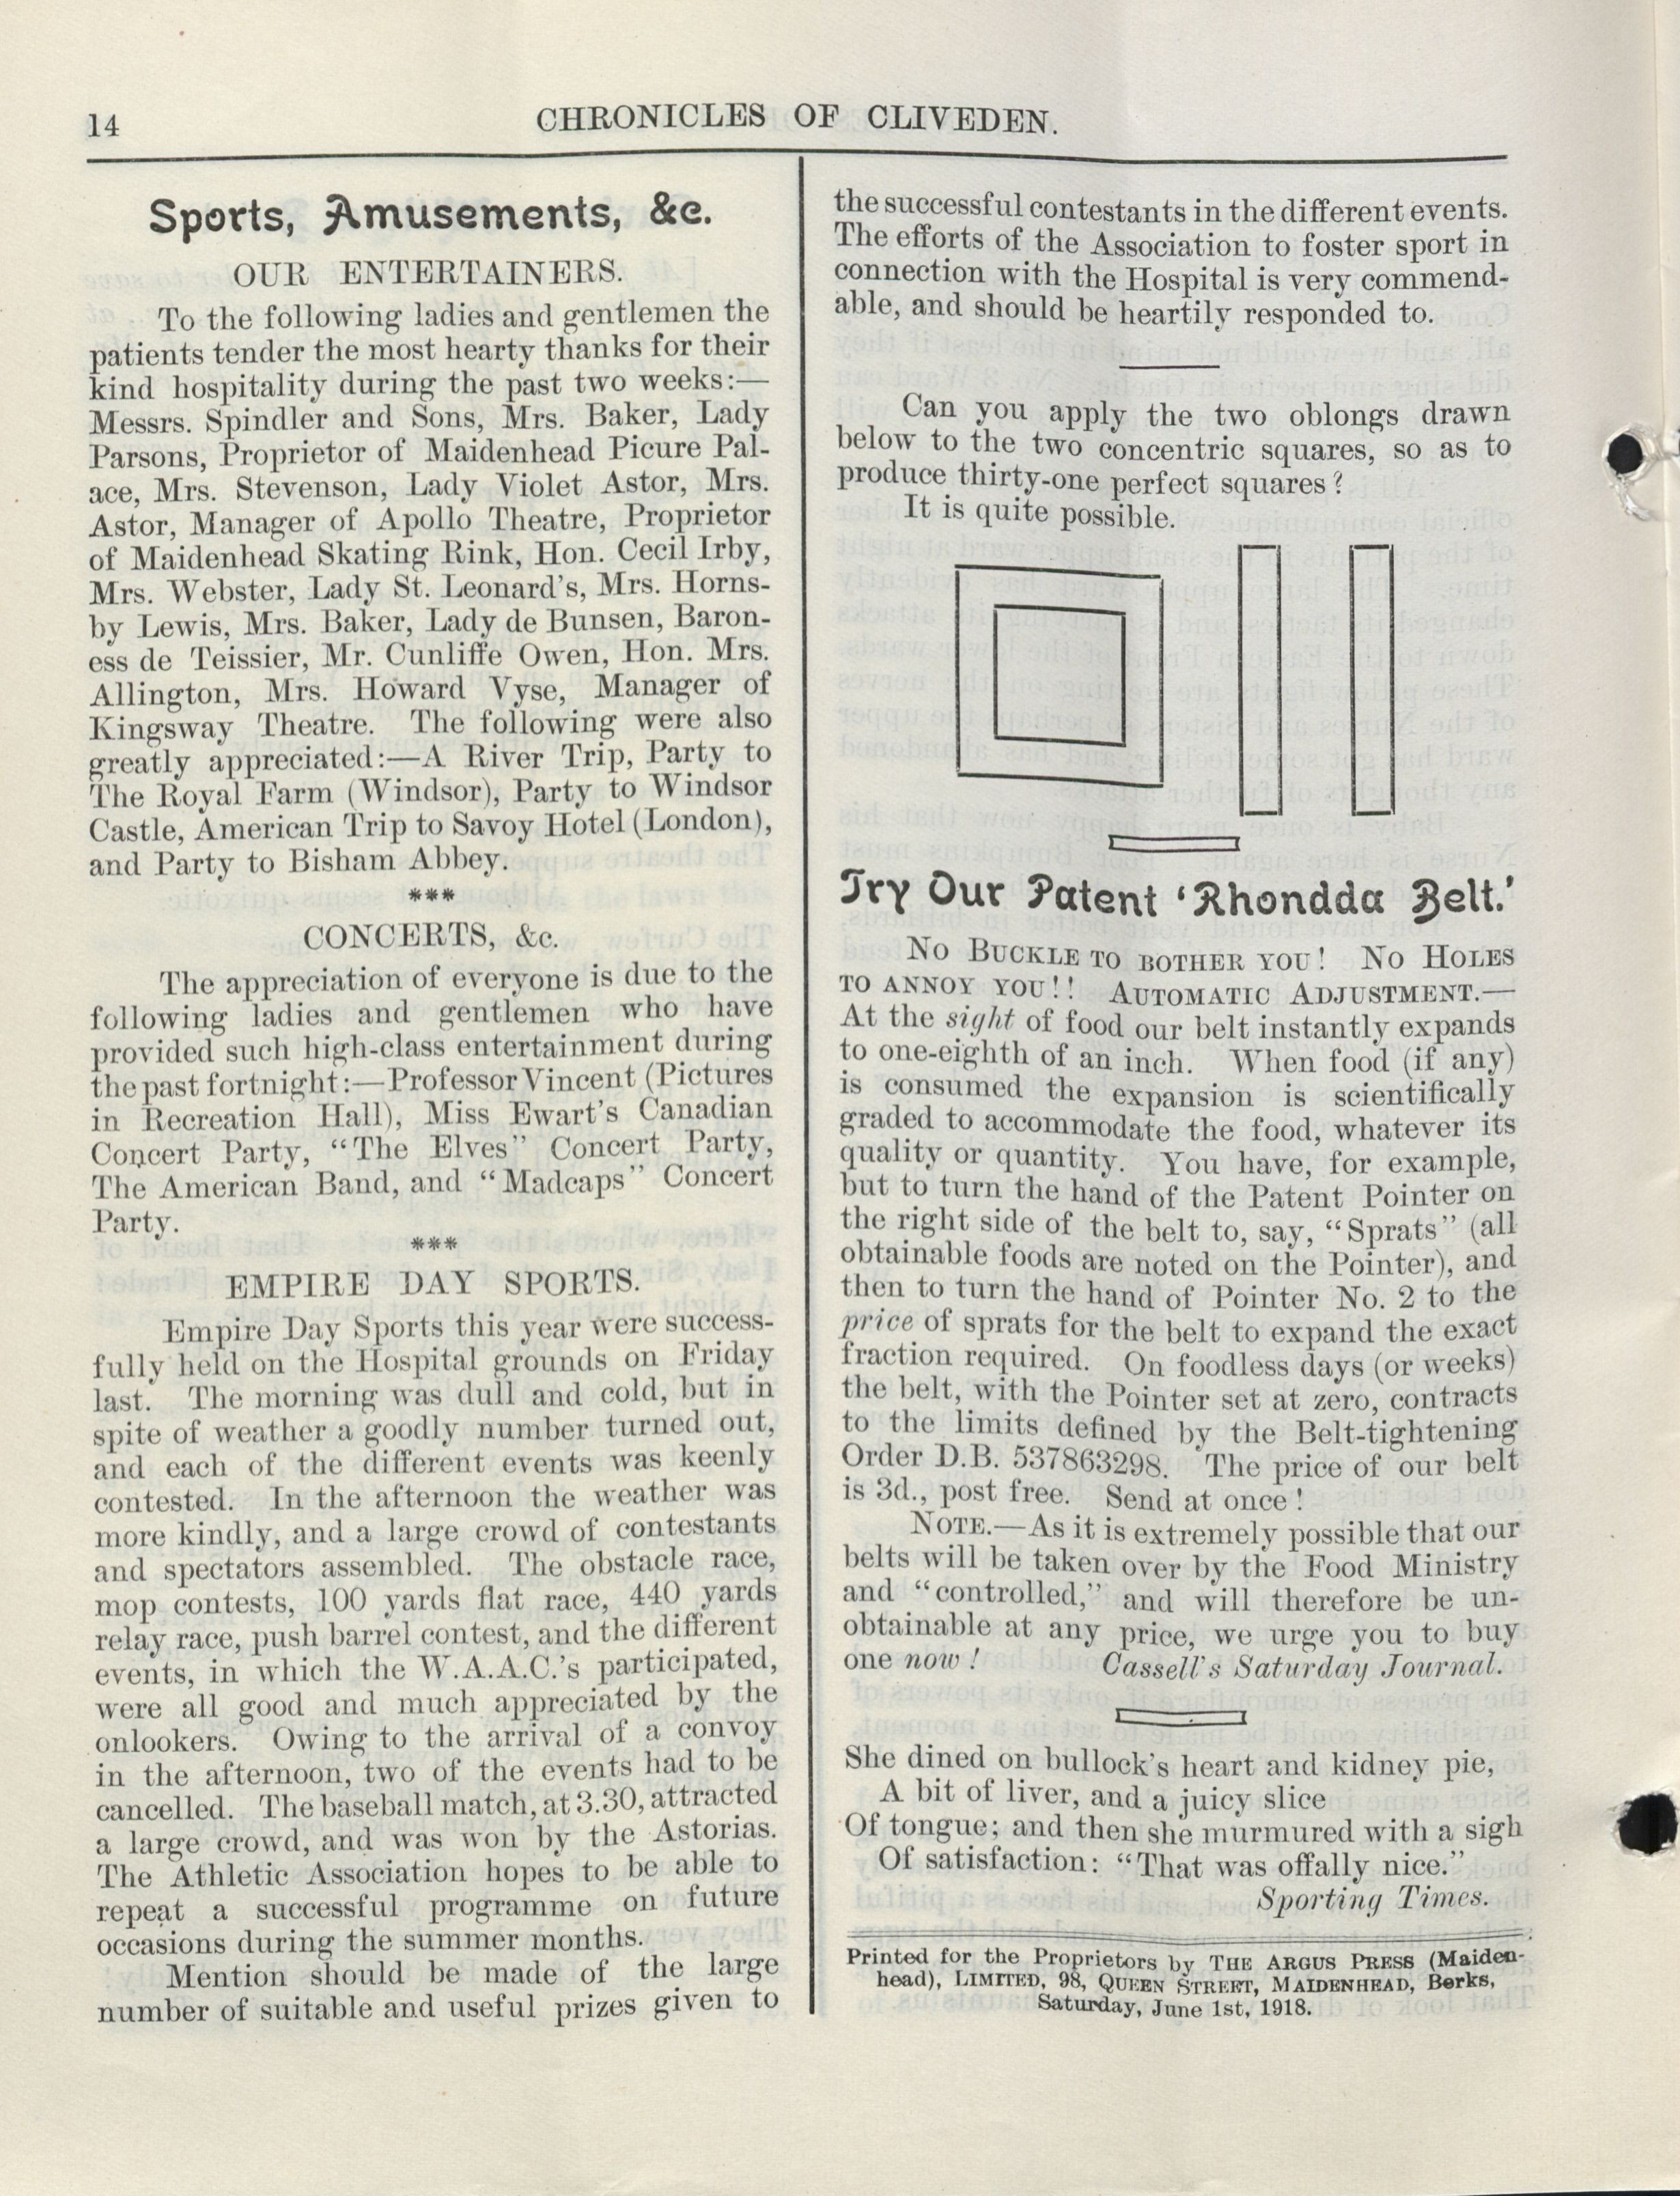 14
CHRONICLES OF CLIVEDEN.
Sports, Amusements, &c.
OUR ENTERTAINERS.
To the following ladies and gentlemen the
patients tender the most hearty thanks for their
kind hospitality during the past two weeks:—
Messrs. Spindler and Sons, Mrs. Baker, Lady
Parsons, Proprietor of Maidenhead Picure Pal-
ace, Mrs. Stevenson, Lady Violet Astor, Mrs.
Astor, Manager of Apollo Theatre, Proprietor
of Maidenhead Skating Rink, Hon. Cecil Irby,
Mrs. Webster, Lady St. Leonard's, Mrs. Horns-
by Lewis, Mrs. Baker, Lady de Bunsen, Baron-
ess de Teissier, Mr. Cunliffe Owen, Hon. Mrs.
Allington, Mrs. Howard Vyse, Manager of
Kingsway Theatre. The following were also
greatly appreciated:—A River Trip, Party to
The Royal Farm (Windsor), Party to Windsor
Castle, American Trip to Savoy Hotel (London),
and Party to Bisham Abbey.
***
CONCERTS, &c.
The appreciation of everyone is due to the
following ladies and gentlemen who have
provided such high-class entertainment during
the past fortnight:—Professor Vincent (Pictures
in Recreation Hall), Miss Ewart's Canadian
Concert Party, "The Elves" Concert Party,
The American Band, and "Madcaps" Concert
Party.
***
EMPIRE DAY SPORTS.
Empire Day Sports this year were success-
fully held on the Hospital grounds on Friday
last. The morning was dull and cold, but in
spite of weather a goodly number turned out,
and each of the different events was keenly
contested. In the afternoon the weather was
more kindly, and a large crowd of contestants
and spectators assembled. The obstacle race,
mop contests, 100 yards flat race, 440 yards
relay race, push barrel contest, and the different
events, in which the W.A.A.C.'s participated,
were all good and much appreciated by the
onlookers. Owing to the arrival of a convoy
in the afternoon, two of the events had to be
cancelled. The baseball match, at 3.30, attracted
a large crowd, and was won by the Astorias.
The Athletic Association hopes to be able to
repeat a successful programme on future
occasions during the summer months.
Mention should be made of the large
number of suitable and useful prizes given to
the successful contestants in the different events.
The efforts of the Association to foster sport in
connection with the Hospital is very commend-
able, and should be heartily responded to.
Can you apply the two oblongs drawn
below to the two concentric squares, so as to
produce thirty-one perfect squares?
It is quite possible.
Try Our Patent 'Rhondda Belt.'
NO BUCKLE TO BOTHER YOU! NO HOLES
TO ANNOY YOU!! AUTOMATIC ADJUSTMENT.—
At the sight of food our belt instantly expands
to one-eighth of an inch. When food (if any)
is consumed the expansion is scientifically
graded to accommodate the food, whatever its
quality or quantity. You have, for example,
but to turn the hand of the Patent Pointer on
the right side of the belt to, say, "Sprats" (all
obtainable foods are noted on the Pointer), and
then to turn the hand of Pointer No. 2 to the
price of sprats for the belt to expand the exact
fraction required. On foodless days (or weeks)
the belt, with the Pointer set at zero, contracts
to the limits defined by the Belt-tightening
Order D.B. 537863298. The price of our belt
is 3d., post free. Send at once!
NOTE.—As it is extremely possible that our
belts will be taken over by the Food Ministry
and "controlled," and will therefore be un-
obtainable at any price, we urge you to buy
one now! Cassell's Saturday Journal.
She dined on bullock's heart and kidney pie,
A bit of liver, and a juicy slice
Of tongue; and then she murmured with a sigh
Of satisfaction: "That was offally nice."
Sporting Times.
Printed for the Proprietors by THE ARGUS PRESS (Maiden-
head), LIMITED, 98, QUEEN STREET, MAIDENHEAD, Berks,
Saturday, June 1st, 1918.